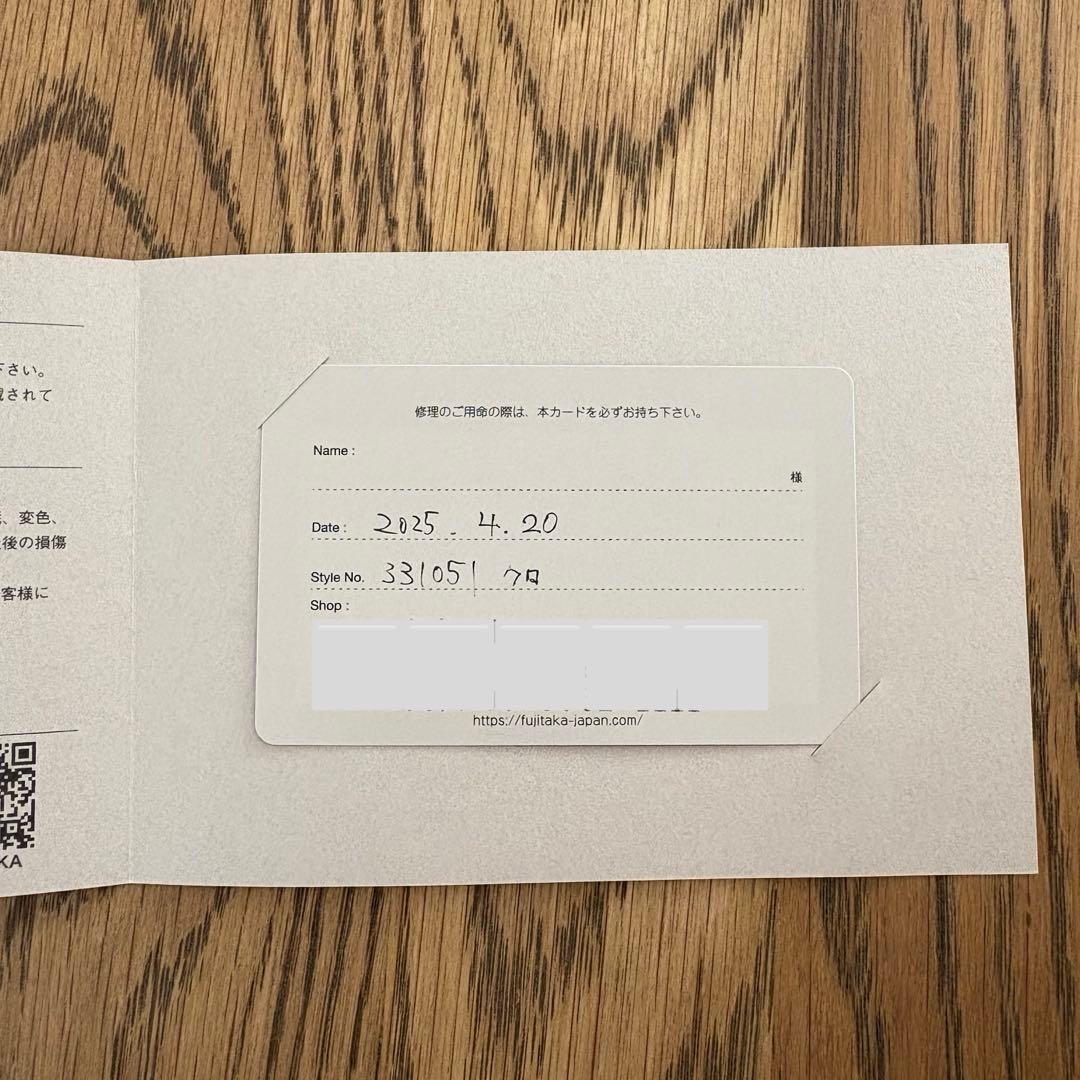 下さい。
されて
、変色、
後の損傷
客様に
KA
修理のご用命の際は、本カードを必ずお持ち下さい。
Name :
様
Date : 2025. 4. 20
Style No. 331051 クロ
Shop :
https://fujitaka-japan.com/